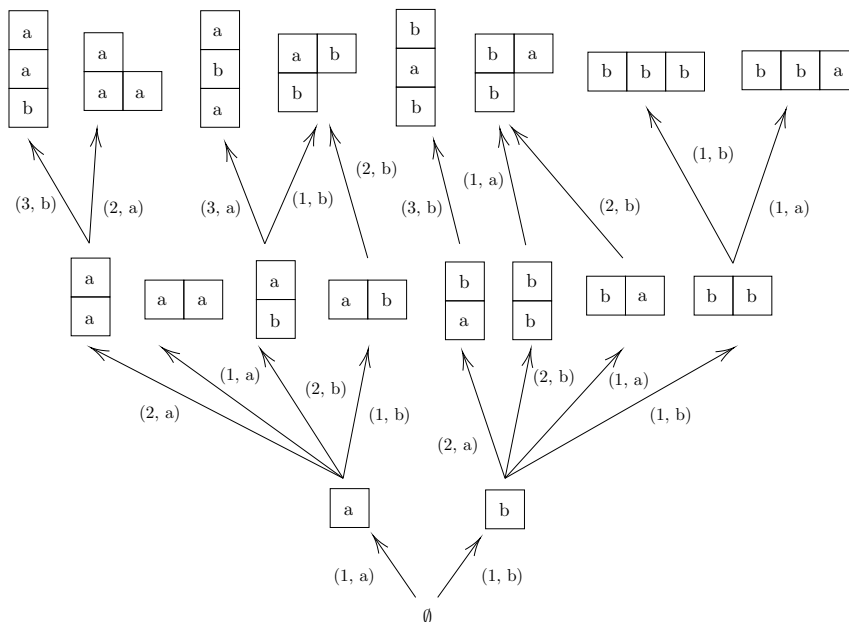 a a b b b
a b a b a b a b b b b b a
b a a a b b b
(2, b) (1, b)
(3, b) (2, a) (3, a) (1, b) (3, b) (1, a) (2, b) (1, a)
a a b b
a a a b b a b b
a b a b
(1, a) (2, b) (2, b) (1, a)
(2, a) (1, b) (2, a) (1, b)
a b
(1, a) (1, b)
∅